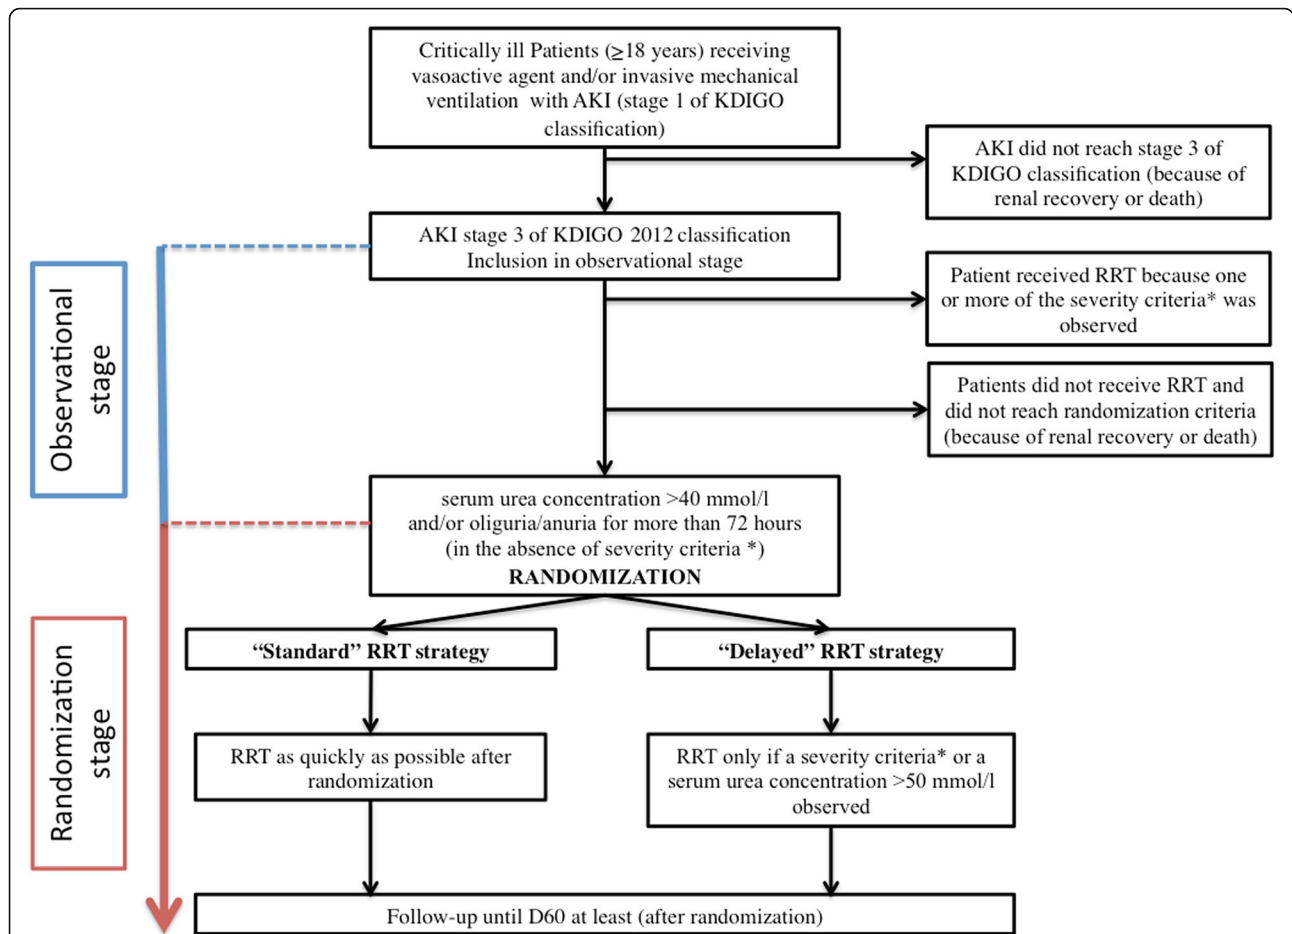 Critically ill Patients (≥18 years) receiving
vasoactive agent and/or invasive mechanical
ventilation with AKI (stage 1 of KDIGO
classification)
AKI did not reach stage 3 of
KDIGO classification (because of
renal recovery or death)
AKI stage 3 of KDIGO 2012 classification
Inclusion in observational stage
Patient received RRT because one
or more of the severity criteria* was
observed
Observational
stage
Patients did not receive RRT and
did not reach randomization criteria
(because of renal recovery or death)
serum urea concentration >40 mmol/l
and/or oliguria/anuria for more than 72 hours
(in the absence of severity criteria *)
RANDOMIZATION
Randomization
stage
“Standard” RRT strategy
“Delayed” RRT strategy
RRT as quickly as possible after
randomization
RRT only if a severity criteria* or a
serum urea concentration >50 mmol/l
observed
Follow-up until D60 at least (after randomization)